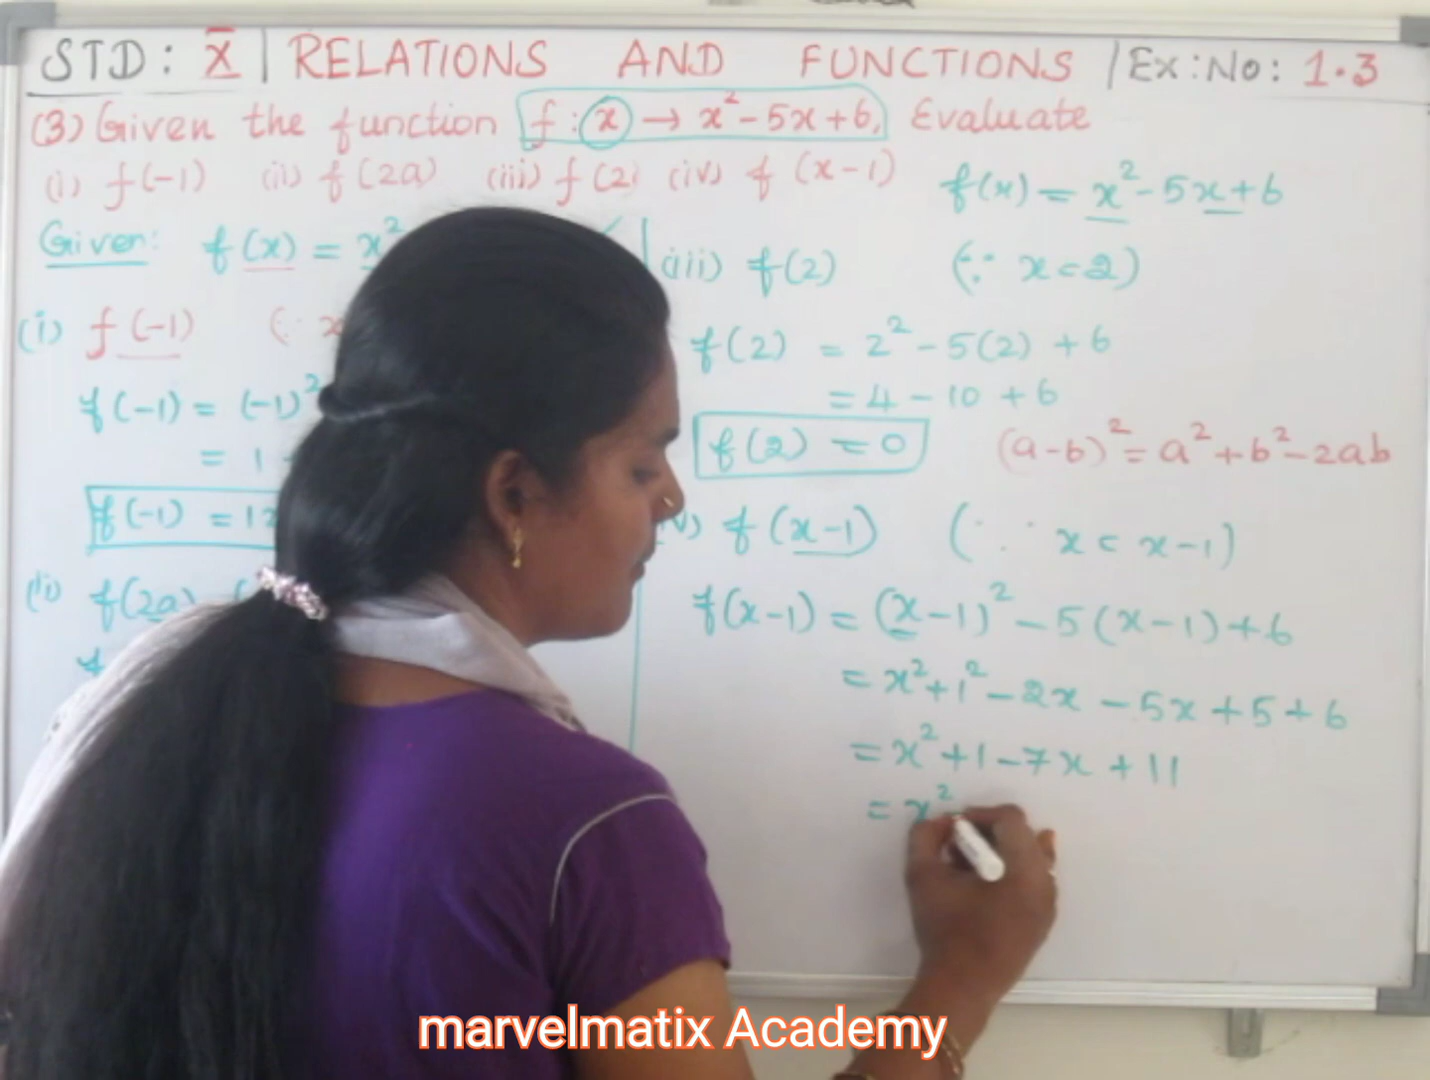 STD: X | RELATIONS AND FUNCTIONS | Ex:No: 1.3
(3) Given the function f : x → x² - 5x + 6, Evaluate
(i) f(-1) (ii) f(2a) (iii) f(2) (iv) f (x-1)
Given: f(x) = x²
(i) f(-1) (∵ x
f(-1) = (-1)²
= 1
f(-1) = 12
(ii) f(2a) (
f(x) = x² - 5x + 6
(iii) f(2) (∵ x = 2)
f(2) = 2² - 5(2) + 6
= 4 - 10 + 6
f(2) = 0
(a-b)² = a² + b² - 2ab
f(x-1) (∵ x = x-1)
f(x-1) = (x-1)² - 5(x-1) + 6
= x² + 1² - 2x - 5x + 5 + 6
= x² + 1 - 7x + 11
= x²
marvelmatix Academy